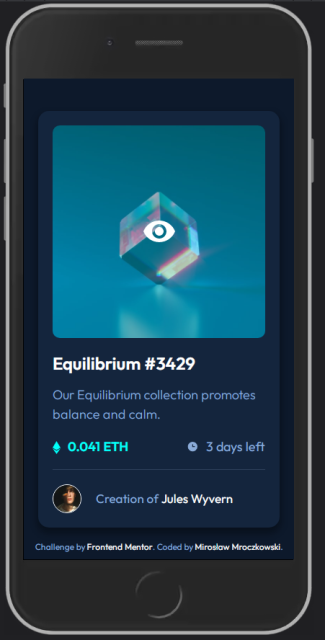 Equilibrium #3429
Our Equilibrium collection promotes
balance and calm.
0.041 ETH 3 days left
Creation of Jules Wyvern
Challenge by Frontend Mentor. Coded by Mirosław Mroczkowski.